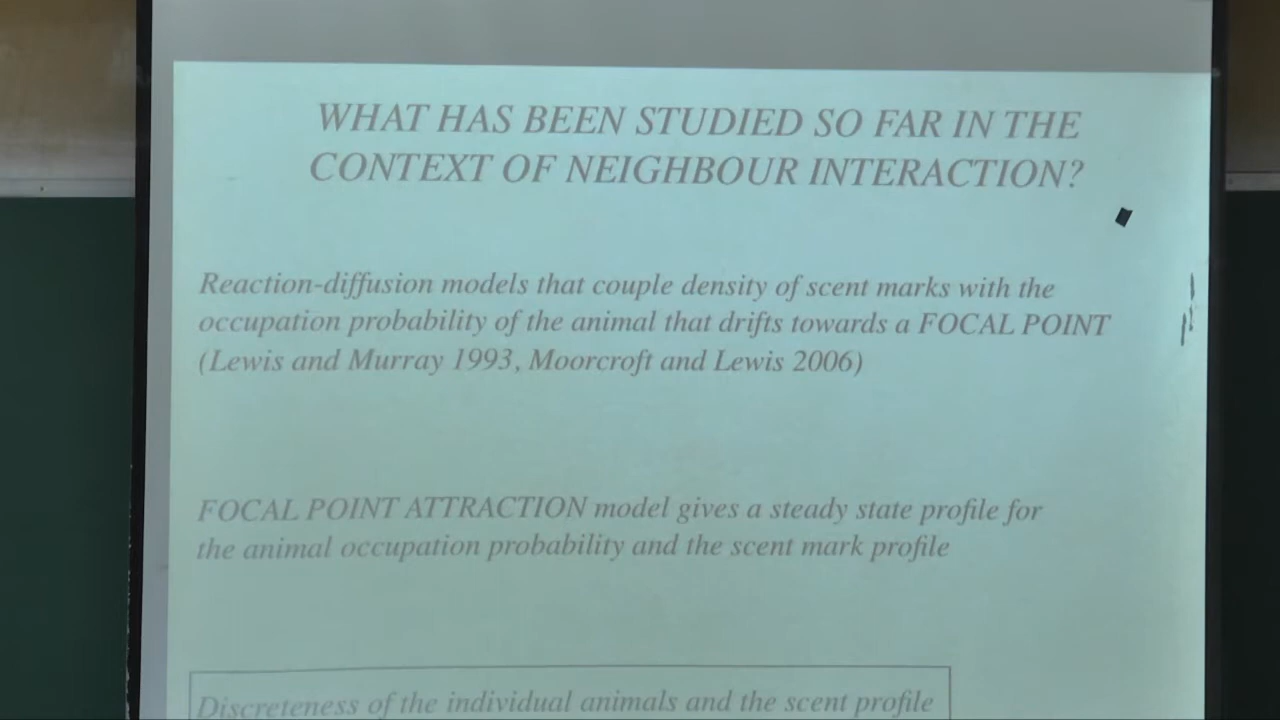 WHAT HAS BEEN STUDIED SO FAR IN THE
CONTEXT OF NEIGHBOUR INTERACTION?
Reaction-diffusion models that couple density of scent marks with the
occupation probability of the animal that drifts towards a FOCAL POINT
(Lewis and Murray 1993, Moorcroft and Lewis 2006)
FOCAL POINT ATTRACTION model gives a steady state profile for
the animal occupation probability and the scent mark profile
Discreteness of the individual animals and the scent profile